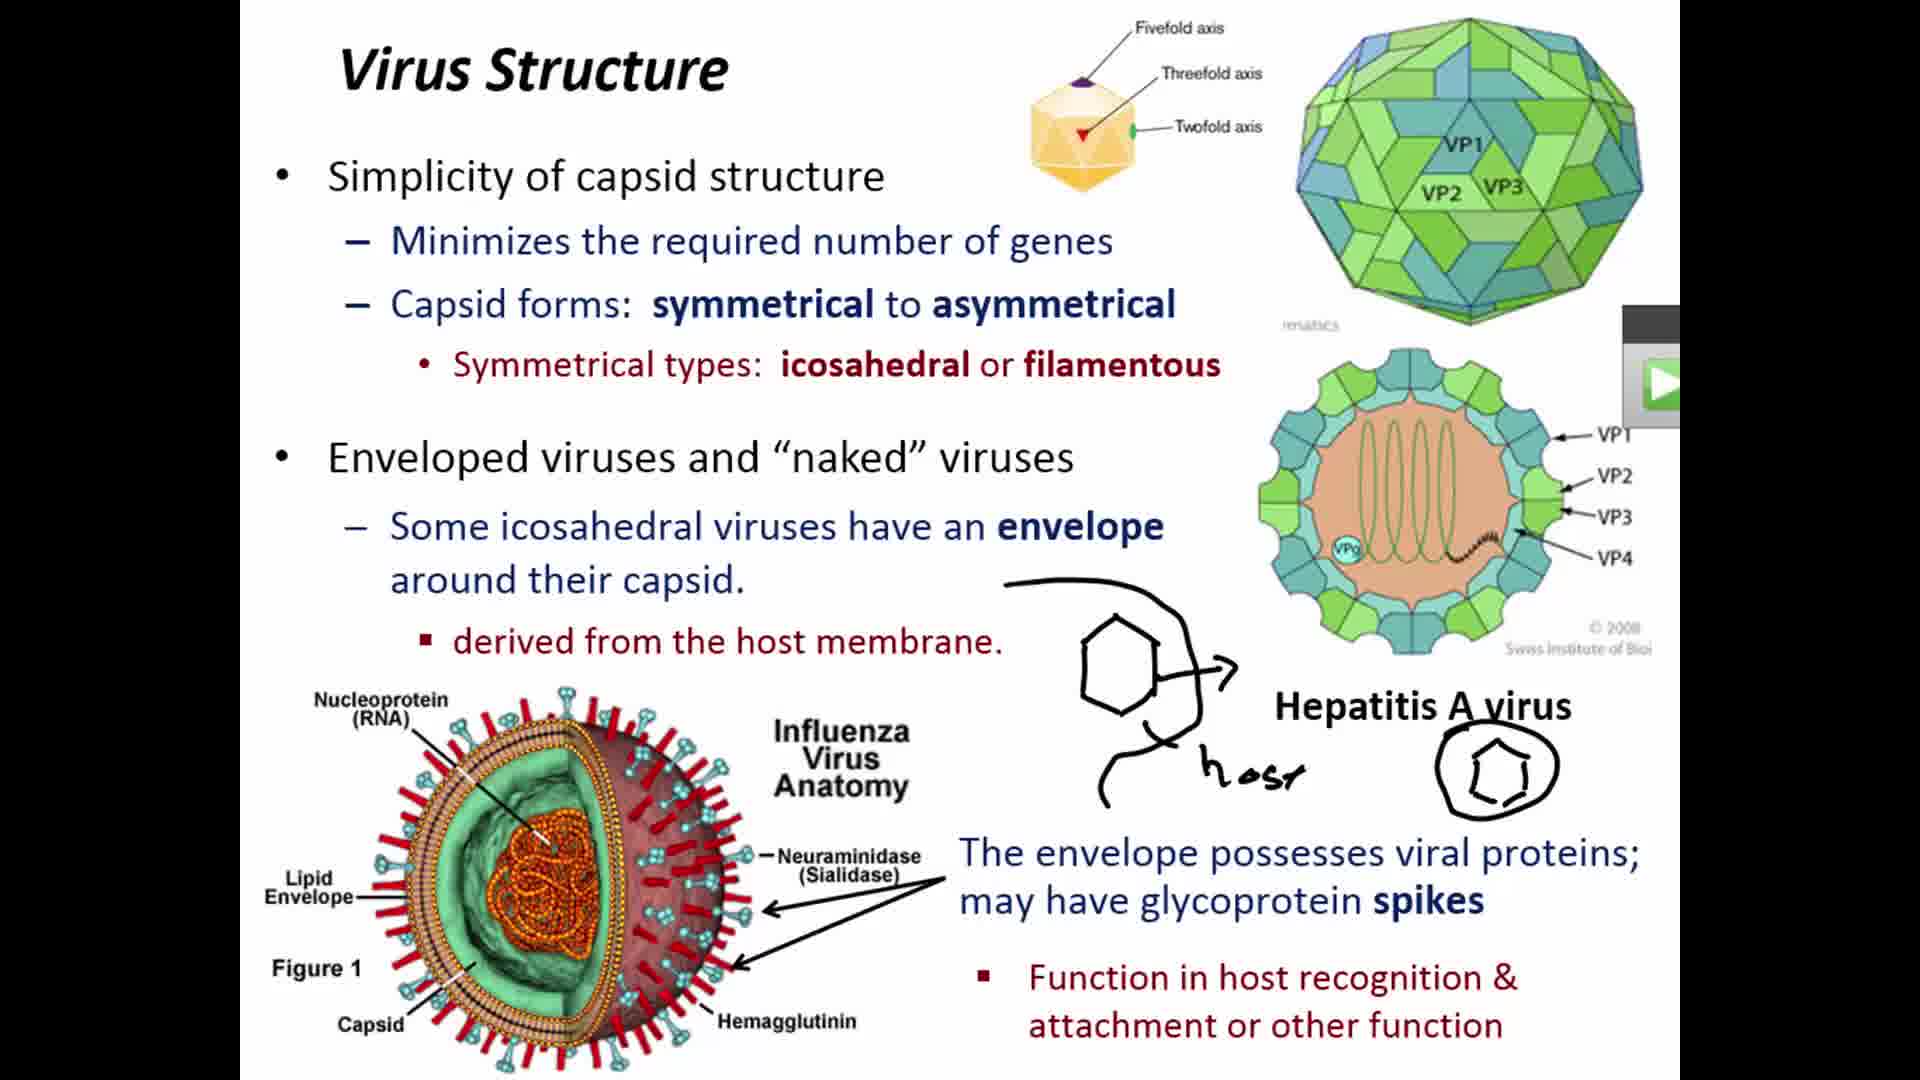 Virus Structure
• Simplicity of capsid structure
– Minimizes the required number of genes
– Capsid forms: symmetrical to asymmetrical
• Symmetrical types: icosahedral or filamentous
Fivefold axis
Threefold axis
Twofold axis
VP1
VP2
VP3
• Enveloped viruses and “naked” viruses
– Some icosahedral viruses have an envelope
around their capsid.
▪ derived from the host membrane.
VP1
VP2
VP3
VP4
VPg
© 2008
Swiss Institute of Bioi
Hepatitis A virus
host
Nucleoprotein
(RNA)
Influenza
Virus
Anatomy
Neuraminidase
(Sialidase)
Lipid
Envelope
Figure 1
Capsid
Hemagglutinin
The envelope possesses viral proteins;
may have glycoprotein spikes
▪ Function in host recognition &
attachment or other function